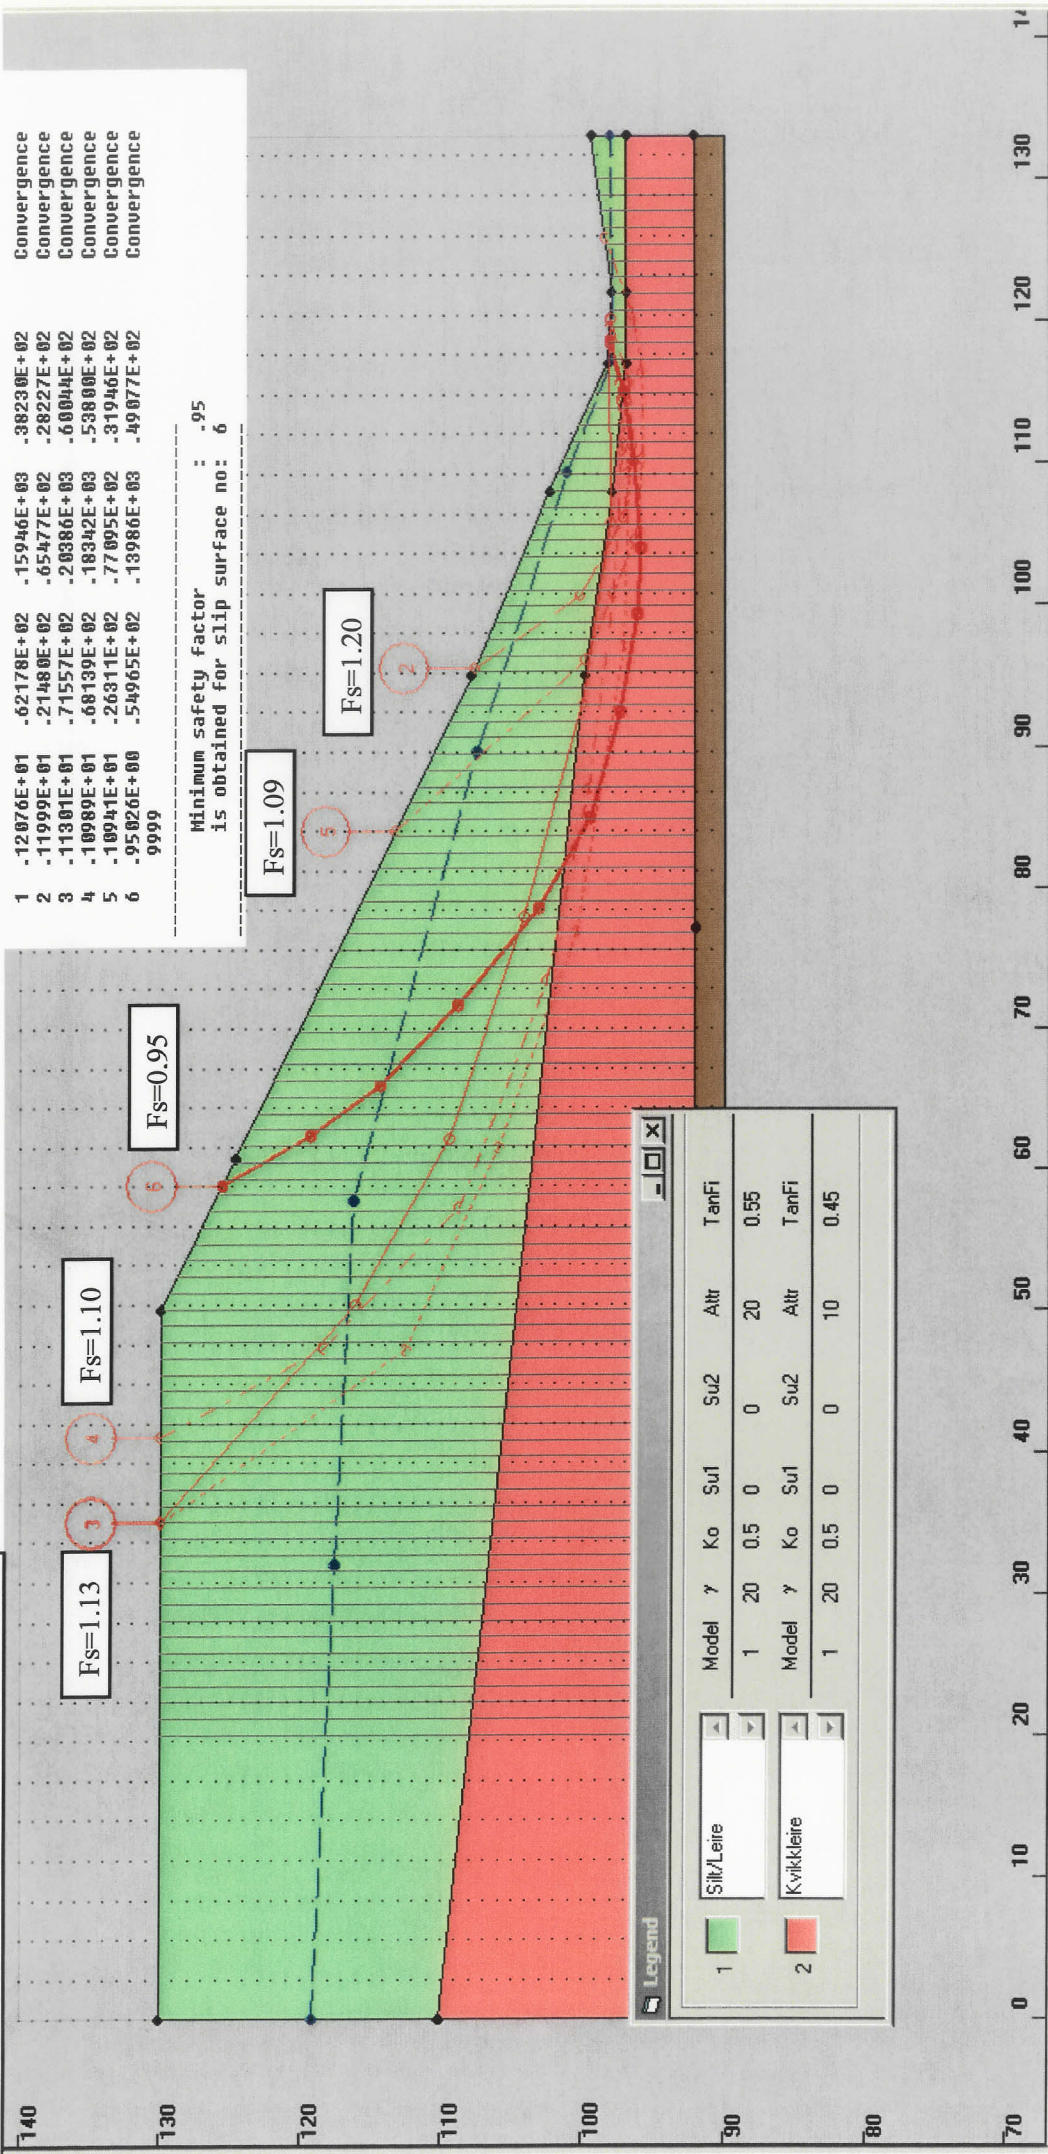 1 .12076E+01 .62178E+02 .15946E+03 .38230E+02 Convergence
2 .11999E+01 .21480E+02 .65477E+02 .28227E+02 Convergence
3 .11301E+01 .71557E+02 .20386E+03 .60044E+02 Convergence
4 .10989E+01 .68139E+02 .18342E+03 .53800E+02 Convergence
5 .10941E+01 .26311E+02 .77095E+02 .31946E+02 Convergence
6 .95026E+00 .54965E+02 .13986E+03 .49077E+02 Convergence
9999
Minimum safety factor : .95
is obtained for slip surface no: 6
Fs=1.13
Fs=1.10
Fs=0.95
Fs=1.09
Fs=1.20
3
4
6
5
2
140
130
120
110
100
90
80
70
Legend
Model γ Ko Su1 Su2 Attr TanFi
1 Silt/Leire 1 20 0.5 0 0 20 0.55
Model γ Ko Su1 Su2 Attr TanFi
2 Kvikkleire 1 20 0.5 0 0 10 0.45
0 10 20 30 40 50 60 70 80 90 100 110 120 130